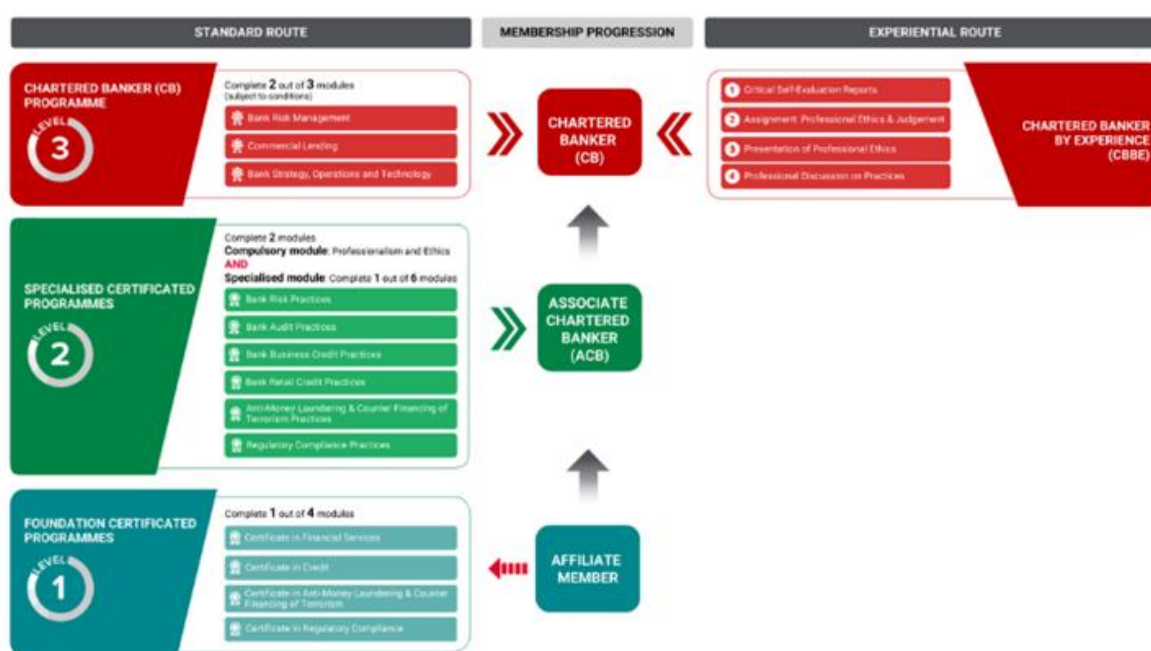 STANDARD ROUTE
MEMBERSHIP PROGRESSION
EXPERIENTIAL ROUTE
CHARTERED BANKER (CB)
PROGRAMME
LEVEL
3
Complete 2 out of 3 modules
(subject to conditions)
Bank Risk Management
Commercial Lending
Bank Strategy, Operations and Technology
CHARTERED
BANKER
(CB)
1 Critical Self-Evaluation Reports
2 Assignment: Professional Ethics & Judgement
3 Presentation of Professional Ethics
4 Professional Discussion on Practices
CHARTERED BANKER
BY EXPERIENCE
(CBBE)
SPECIALISED CERTIFICATED
PROGRAMMES
LEVEL
2
Complete 2 modules
Compulsory module: Professionalism and Ethics
AND
Specialised module: Complete 1 out of 6 modules
Bank Risk Practices
Bank Audit Practices
Bank Business Credit Practices
Bank Retail Credit Practices
Anti-Money Laundering & Counter Financing of
Terrorism Practices
Regulatory Compliance Practices
ASSOCIATE
CHARTERED
BANKER
(ACB)
FOUNDATION CERTIFICATED
PROGRAMMES
LEVEL
1
Complete 1 out of 4 modules
Certificate in Financial Services
Certificate in Credit
Certificate in Anti-Money Laundering & Counter
Financing of Terrorism
Certificate in Regulatory Compliance
AFFILIATE
MEMBER